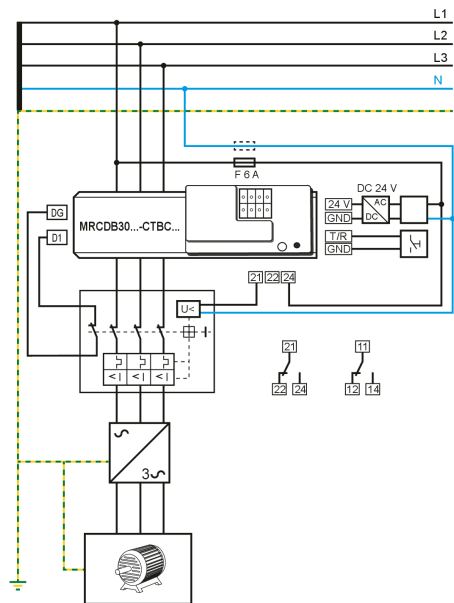 L1
L2
L3
N
F 6 A
DC 24 V
24 V
AC
DC
GND
DG
MRCDB30...-CTBC...
D1
T/R
GND
21 22 24
U<
21
11
22 24
12 14
< I < I < I
3